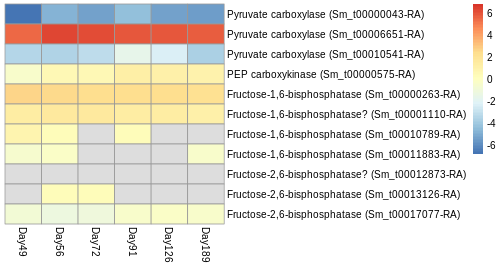 Pyruvate carboxylase (Sm_t00000043-RA)
Pyruvate carboxylase (Sm_t00006651-RA)
Pyruvate carboxylase (Sm_t00010541-RA)
PEP carboxykinase (Sm_t00000575-RA)
Fructose-1,6-bisphosphatase (Sm_t00000263-RA)
Fructose-1,6-bisphosphatase? (Sm_t00001110-RA)
Fructose-1,6-bisphosphatase (Sm_t00010789-RA)
Fructose-1,6-bisphosphatase (Sm_t00011883-RA)
Fructose-2,6-bisphosphatase? (Sm_t00012873-RA)
Fructose-2,6-bisphosphatase (Sm_t00013126-RA)
Fructose-2,6-bisphosphatase (Sm_t00017077-RA)
6
4
2
0
-2
-4
-6
Day49
Day56
Day72
Day91
Day126
Day189